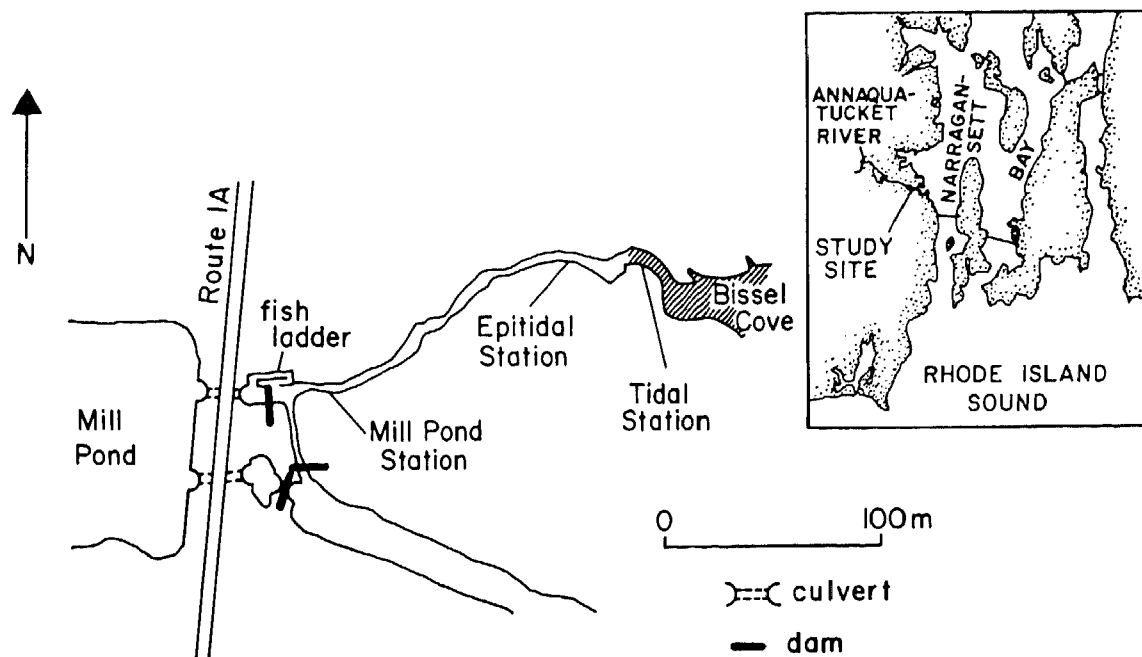 N
Route 1A
fish
ladder
Mill
Pond
Mill Pond
Station
Epitidal
Station
Tidal
Station
Bissel
Cove
0 100m
culvert
dam
ANNAQUA-
TUCKET
RIVER
NARRAGAN-
SETT
BAY
STUDY
SITE
RHODE ISLAND
SOUND